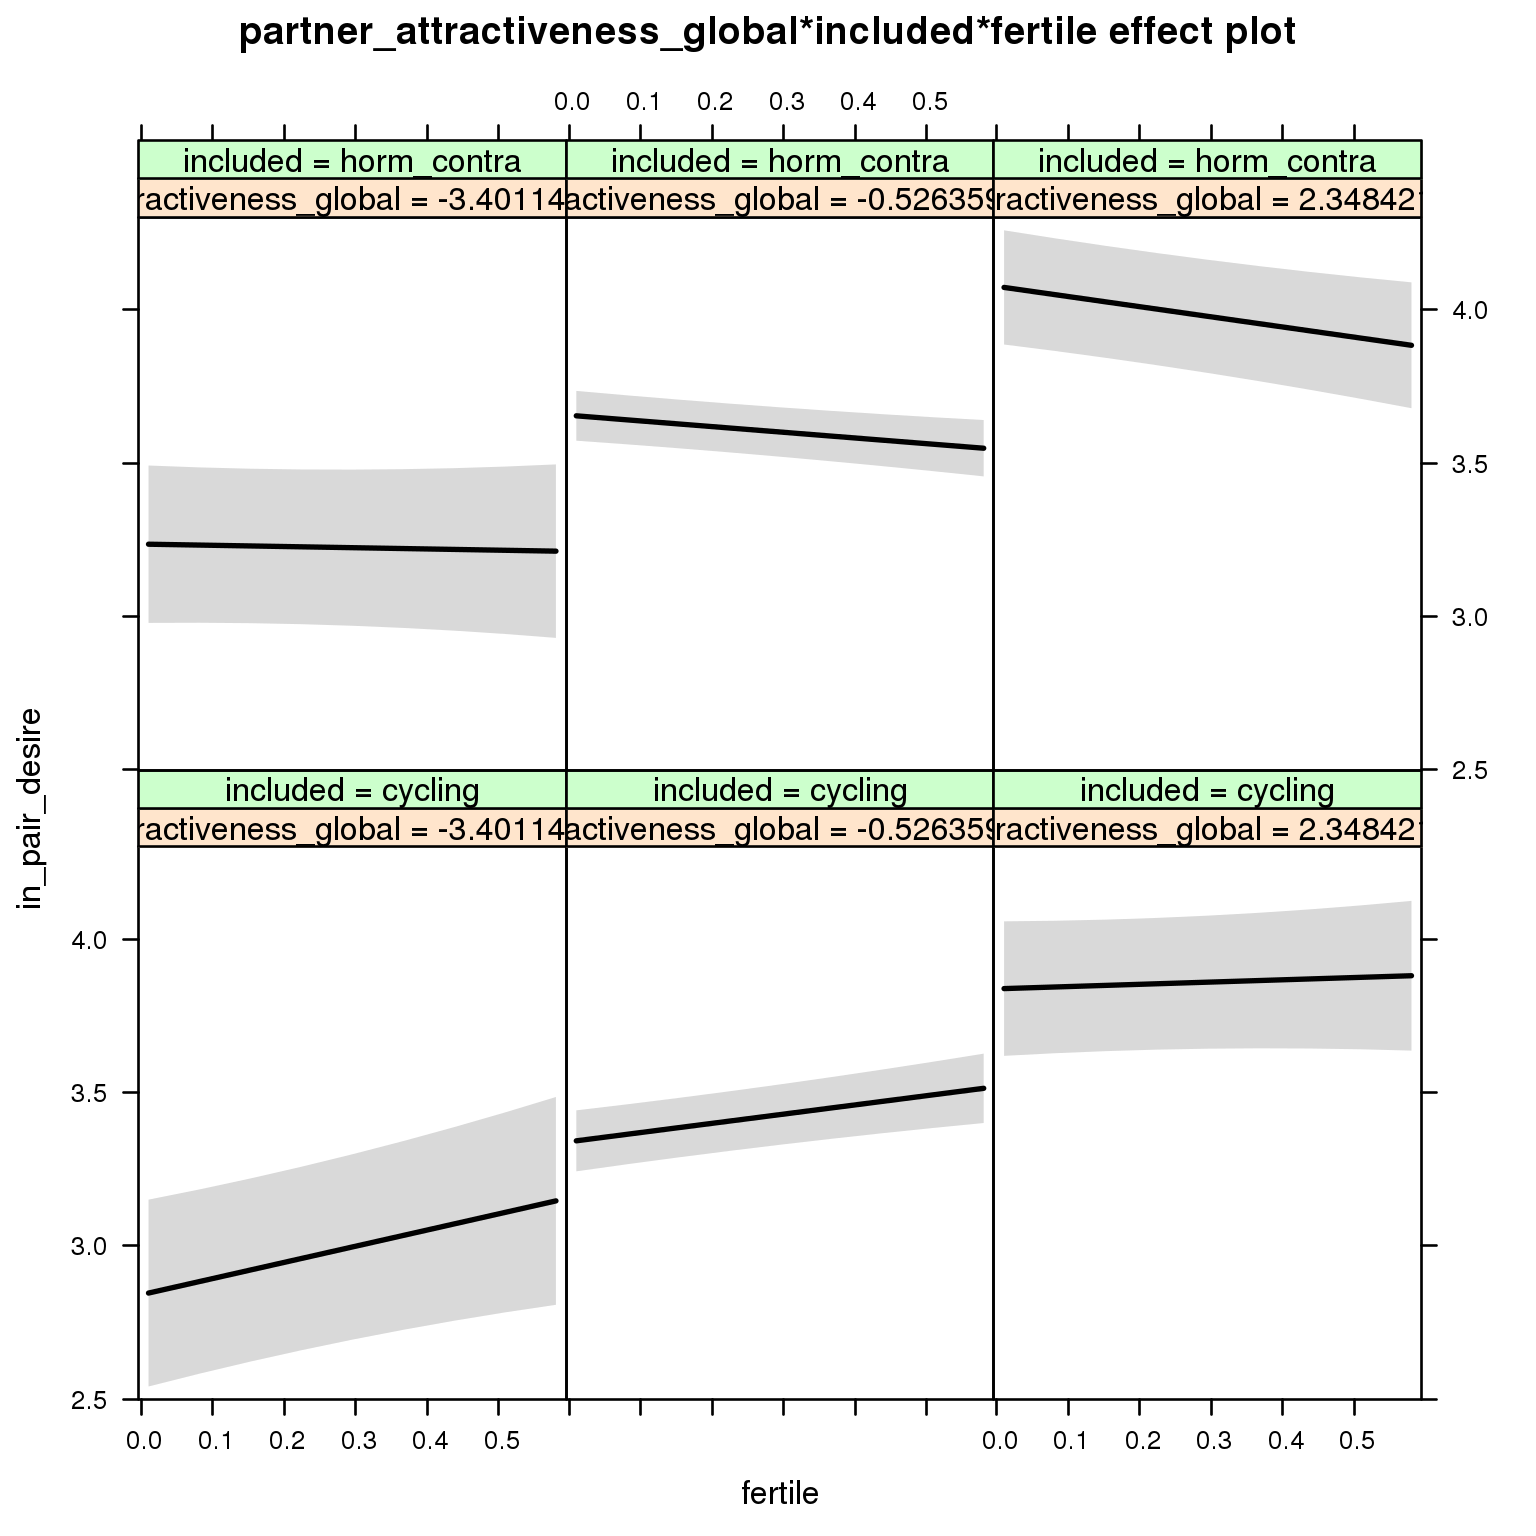 partner_attractiveness_global*included*fertile effect plot
0.0 0.1 0.2 0.3 0.4 0.5
included = horm_contra included = horm_contra included = horm_contra
ractiveness_global = -3.40114 activeness_global = -0.526359 ractiveness_global = 2.348421
4.0
3.5
3.0
2.5
in_pair_desire
included = cycling included = cycling included = cycling
ractiveness_global = -3.40114 activeness_global = -0.526359 ractiveness_global = 2.348421
4.0
3.5
3.0
2.5
0.0 0.1 0.2 0.3 0.4 0.5 0.0 0.1 0.2 0.3 0.4 0.5
fertile